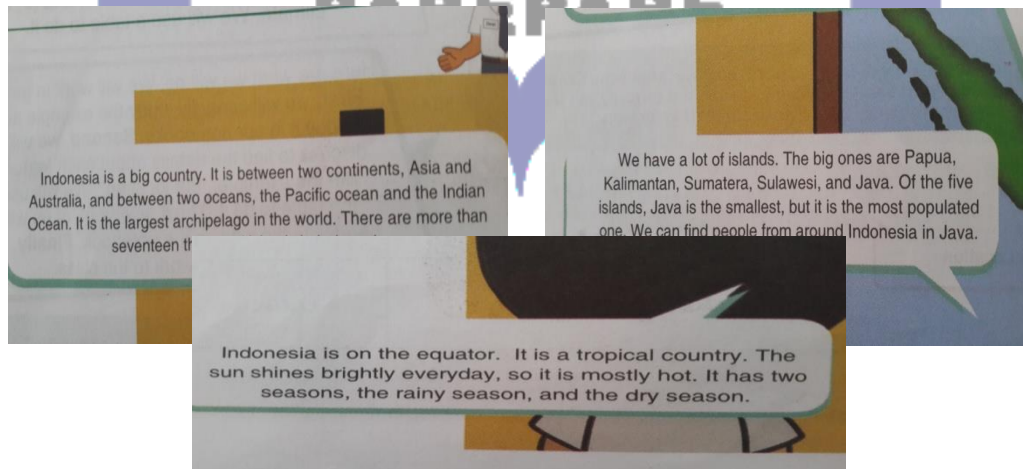 Indonesia is a big country. It is between two continents, Asia and
Australia, and between two oceans, the Pacific ocean and the Indian
Ocean. It is the largest archipelago in the world. There are more than
seventeen
We have a lot of islands. The big ones are Papua,
Kalimantan, Sumatera, Sulawesi, and Java. Of the five
islands, Java is the smallest, but it is the most populated
one. We can find people from around Indonesia in Java.
Indonesia is on the equator. It is a tropical country. The
sun shines brightly everyday, so it is mostly hot. It has two
seasons, the rainy season, and the dry season.